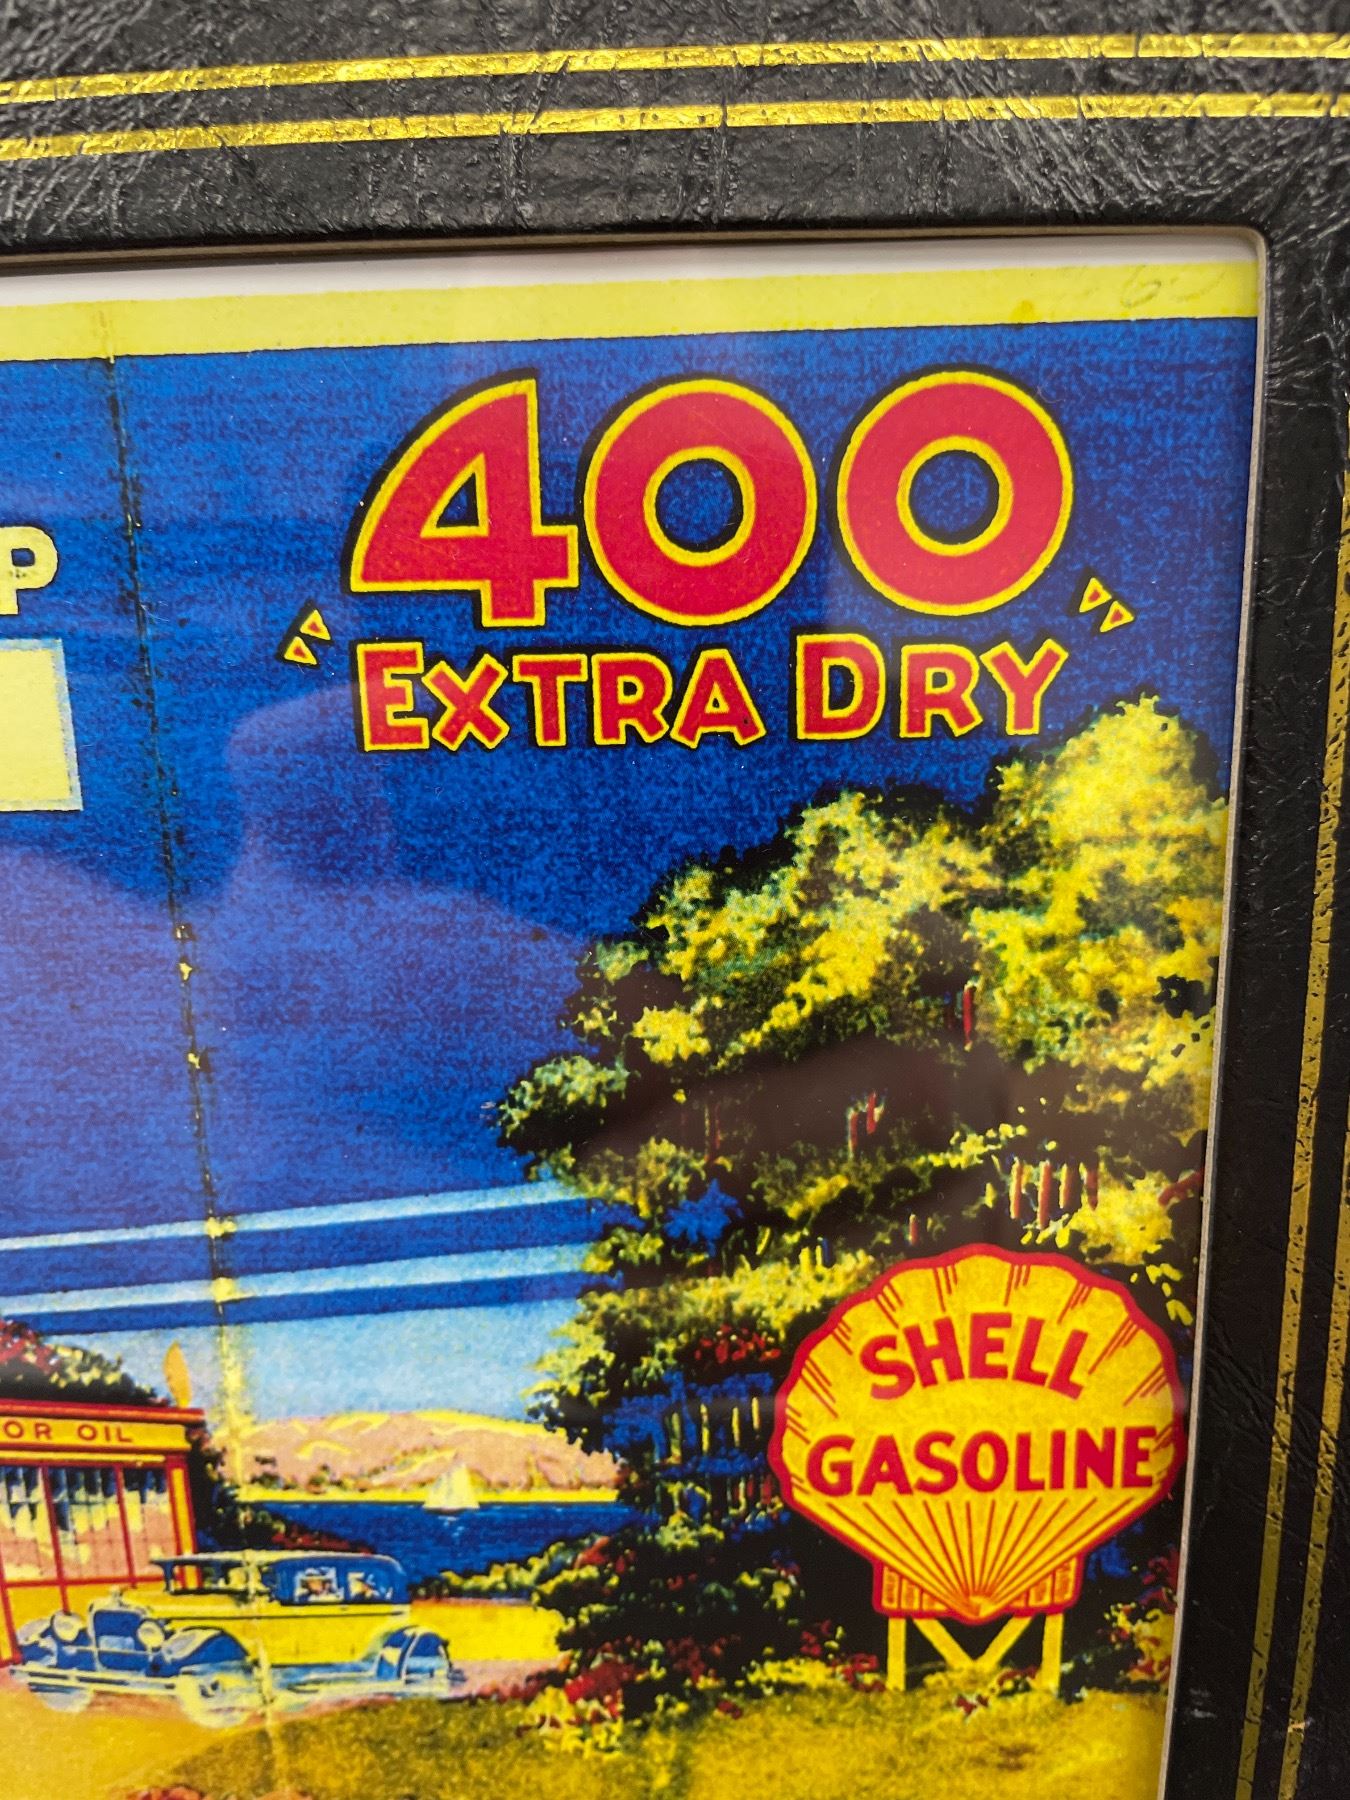 400
"EXTRA DRY"
P
SHELL
GASOLINE
OR OIL